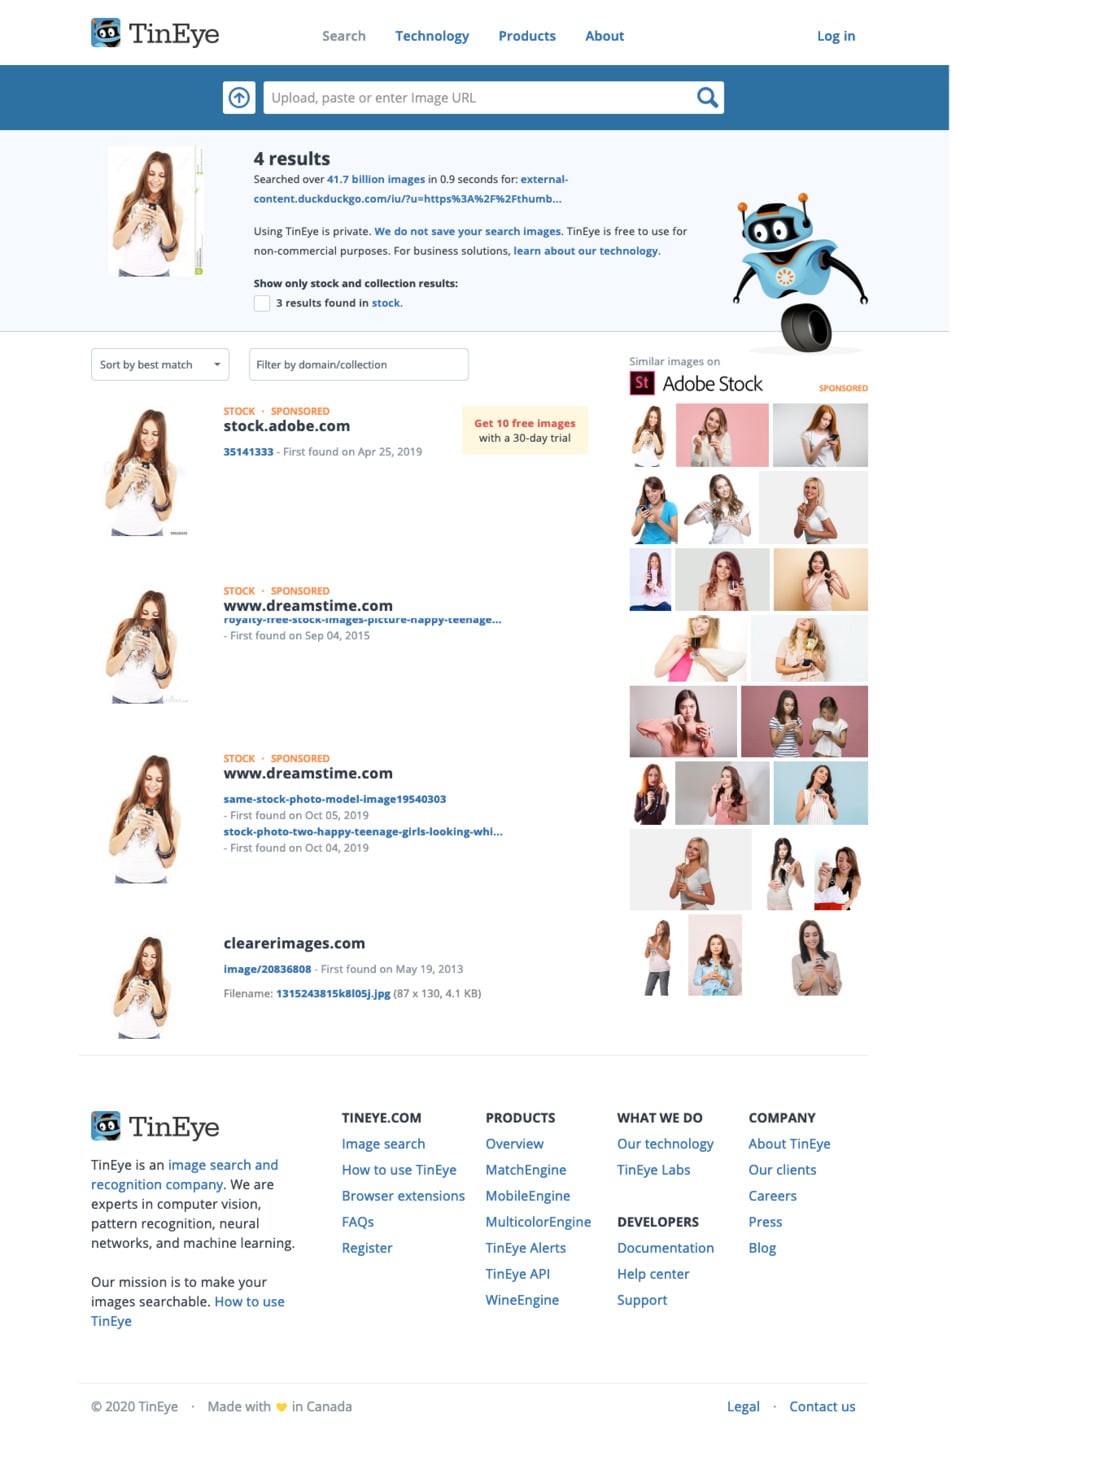 TinEye
Search Technology Products About Log in
Upload, paste or enter Image URL
4 results
Searched over 41.7 billion images in 0.9 seconds for: external-
content.duckduckgo.com/iu/?u=https%3A%2F%2Fthumb...
Using TinEye is private. We do not save your search images. TinEye is free to use for
non-commercial purposes. For business solutions, learn about our technology.
Show only stock and collection results:
3 results found in stock.
Sort by best match
Filter by domain/collection
Similar images on
St Adobe Stock
SPONSORED
STOCK · SPONSORED
stock.adobe.com
35141333 - First found on Apr 25, 2019
Get 10 free images
with a 30-day trial
STOCK · SPONSORED
www.dreamstime.com
royalty-free-stock-images-picture-happy-teenage...
- First found on Sep 04, 2015
STOCK · SPONSORED
www.dreamstime.com
same-stock-photo-model-image19540303
- First found on Oct 05, 2019
stock-photo-two-happy-teenage-girls-looking-whi...
- First found on Oct 04, 2019
clearerimages.com
image/20836808 - First found on May 19, 2013
Filename: 1315243815k8l05j.jpg (87 x 130, 4.1 KB)
TinEye
TinEye is an image search and
recognition company. We are
experts in computer vision,
pattern recognition, neural
networks, and machine learning.
Our mission is to make your
images searchable. How to use
TinEye
TINEYE.COM
Image search
How to use TinEye
Browser extensions
FAQs
Register
PRODUCTS
Overview
MatchEngine
MobileEngine
MulticolorEngine
TinEye Alerts
TinEye API
WineEngine
WHAT WE DO
Our technology
TinEye Labs
DEVELOPERS
Documentation
Help center
Support
COMPANY
About TinEye
Our clients
Careers
Press
Blog
© 2020 TinEye · Made with 💛 in Canada
Legal · Contact us